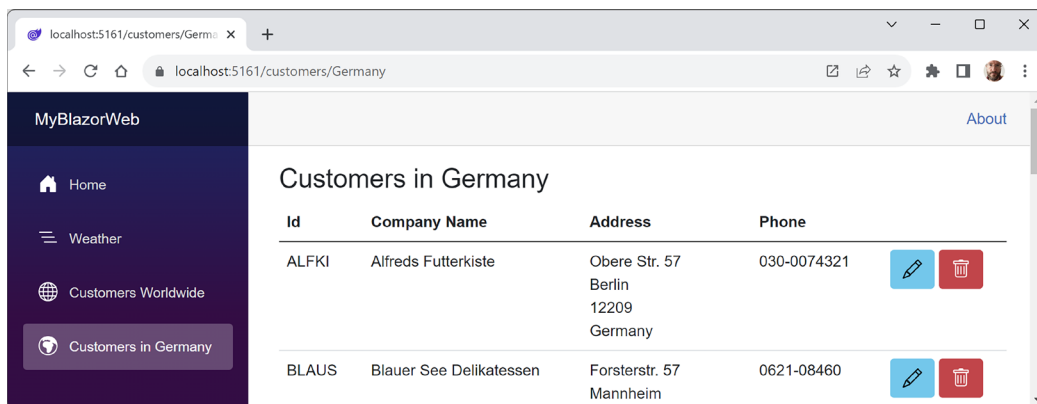 localhost:5161/customers/Germa
localhost:5161/customers/Germany
MyBlazorWeb
About
Home
Weather
Customers Worldwide
Customers in Germany
Customers in Germany
Id Company Name Address Phone
ALFKI Alfreds Futterkiste Obere Str. 57 030-0074321
Berlin
12209
Germany
BLAUS Blauer See Delikatessen Forsterstr. 57 0621-08460
Mannheim